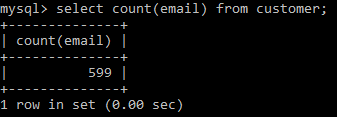 mysql> select count(email) from customer;
+--------------+
| count(email) |
+--------------+
|          599 |
+--------------+
1 row in set (0.00 sec)